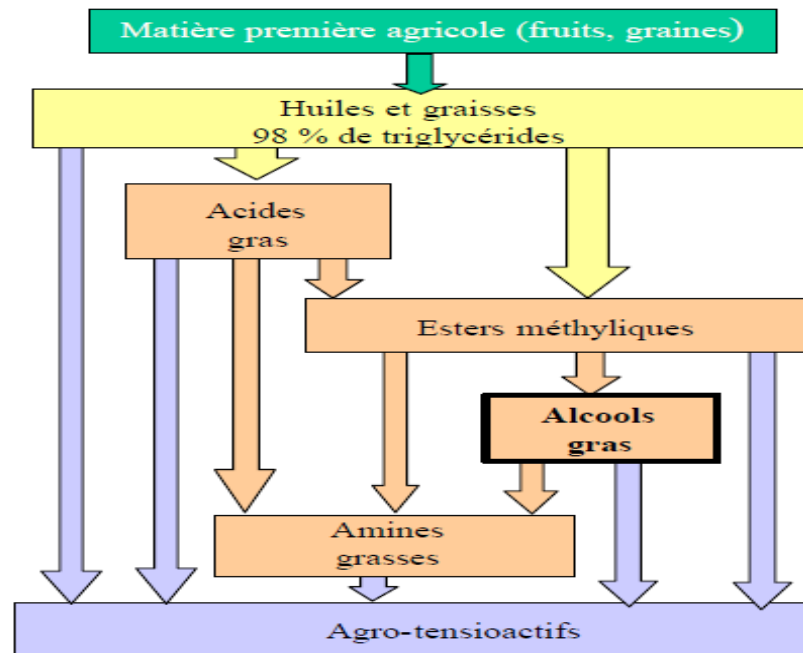 Matière première agricole (fruits, graines)
Huiles et graisses
98 % de triglycérides
Acides
gras
Esters méthyliques
Alcools
gras
Amines
grasses
Agro-tensioactifs